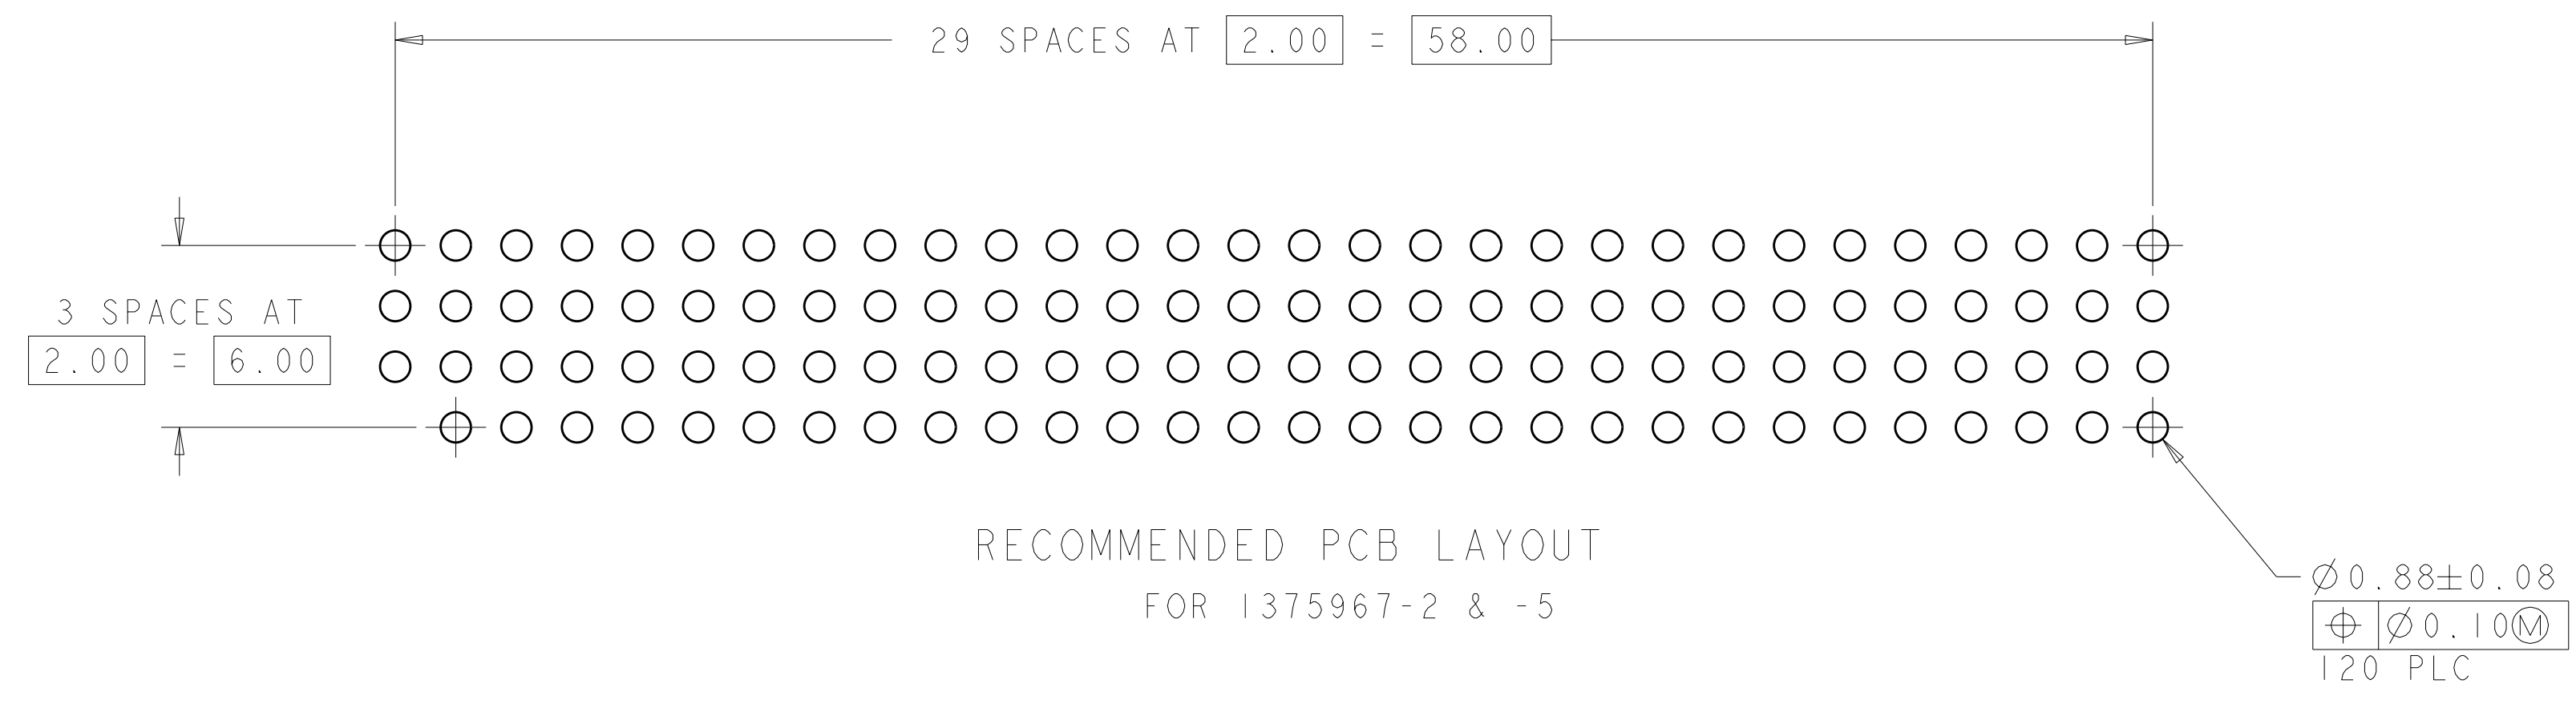 29 SPACES AT 2.00 = 58.00
3 SPACES AT
2.00 = 6.00
RECOMMENDED PCB LAYOUT
FOR 1375967-2 & -5
Ø0.88±0.08
⌖ Ø0.10Ⓜ
120 PLC